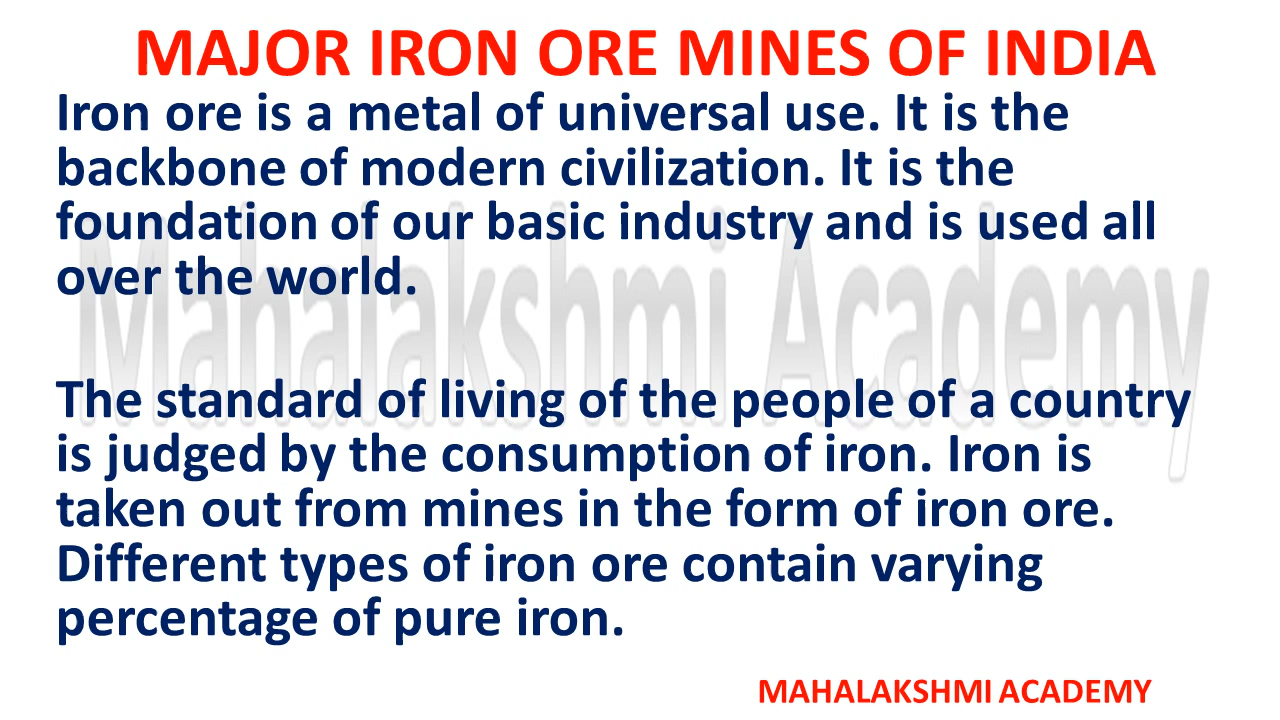 MAJOR IRON ORE MINES OF INDIA
Iron ore is a metal of universal use. It is the
backbone of modern civilization. It is the
foundation of our basic industry and is used all
over the world.
Mahalakshmi Academy
The standard of living of the people of a country
is judged by the consumption of iron. Iron is
taken out from mines in the form of iron ore.
Different types of iron ore contain varying
percentage of pure iron.
MAHALAKSHMI ACADEMY